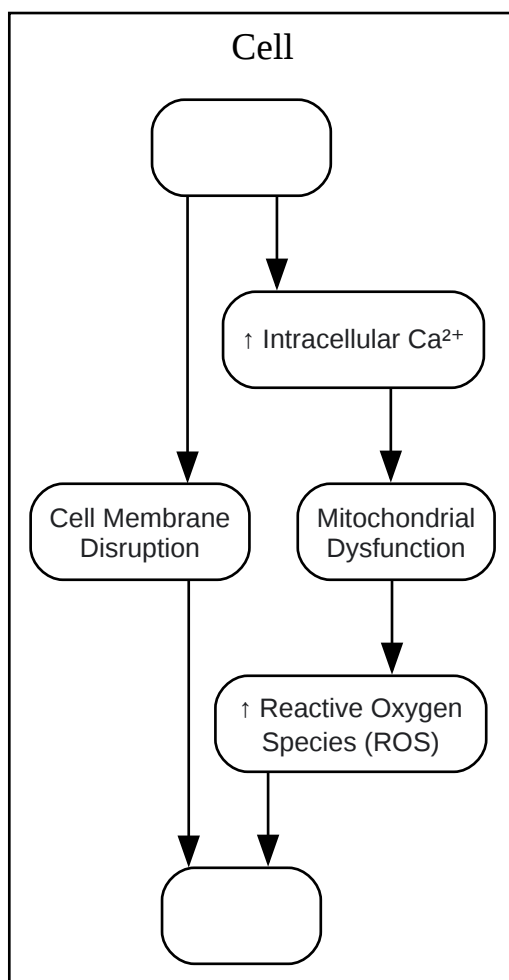 Cell
↑ Intracellular Ca²⁺
Cell Membrane
Disruption
Mitochondrial
Dysfunction
↑ Reactive Oxygen
Species (ROS)